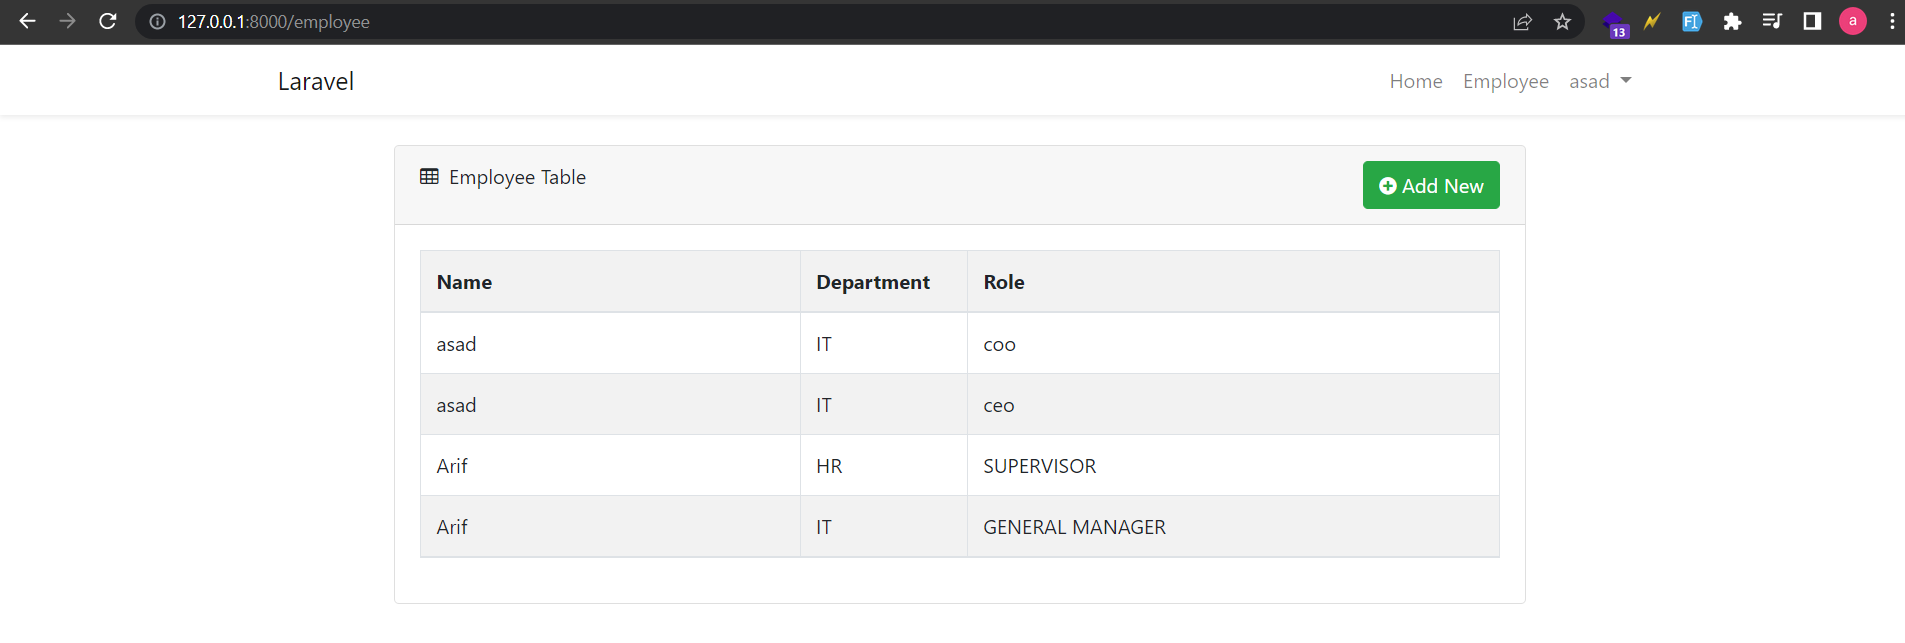 127.0.0.1:8000/employee
13
FI
a
Laravel
Home Employee asad
Employee Table
Add New
Name Department Role
asad IT coo
asad IT ceo
Arif HR SUPERVISOR
Arif IT GENERAL MANAGER